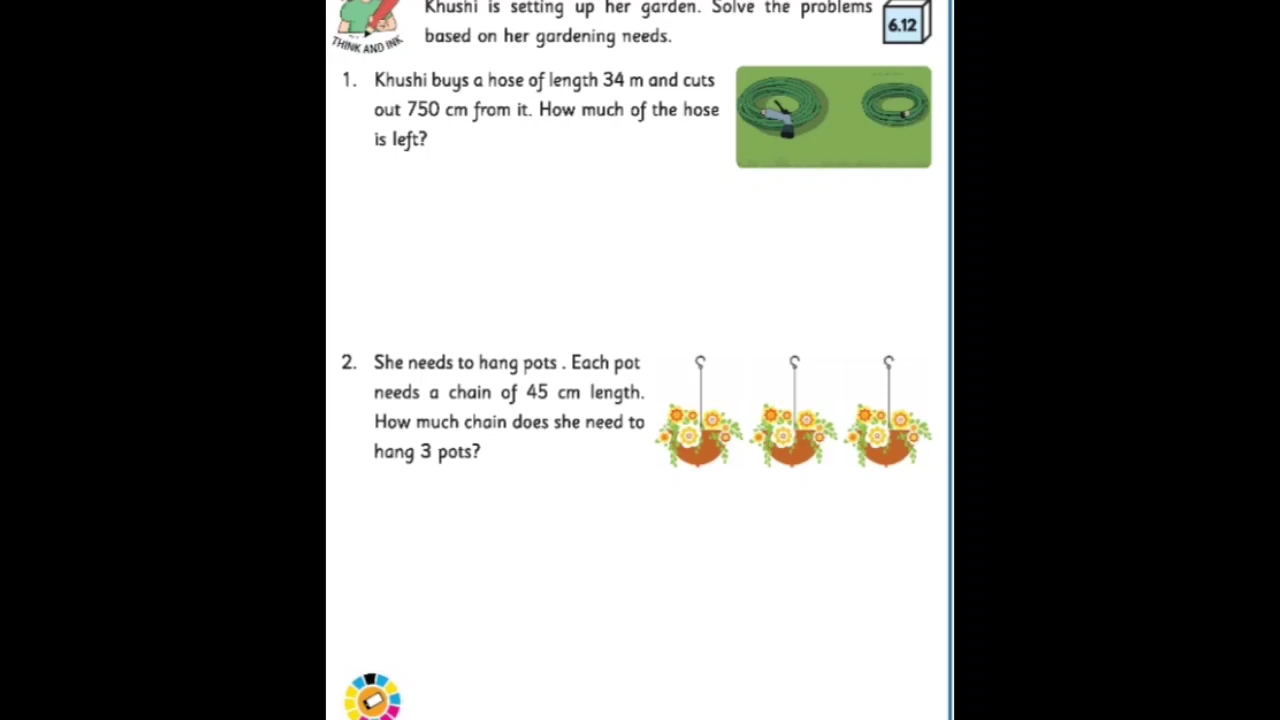 Khushi is setting up her garden. Solve the problems
based on her gardening needs.
6.12
THINK AND INK
1. Khushi buys a hose of length 34 m and cuts
out 750 cm from it. How much of the hose
is left?
2. She needs to hang pots . Each pot
needs a chain of 45 cm length.
How much chain does she need to
hang 3 pots?